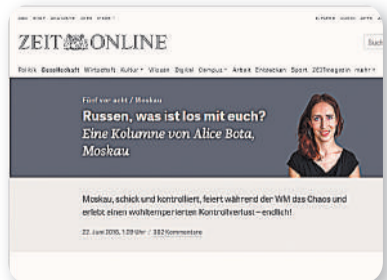 ZEIT ONLINE
Such
Politik Gesellschaft Wirtschaft Kultur Wissen Digital Campus Arbeit Entdecken Sport ZEITmagazin mehr
Fünf vor acht / Moskau
Russen, was ist los mit euch?
Eine Kolumne von Alice Bota,
Moskau
Moskau, schick und kontrolliert, feiert während der WM das Chaos und
erlebt einen wohltemperierten Kontrollverlust – endlich!
22. Juni 2018, 1:29 Uhr / 382 Kommentare